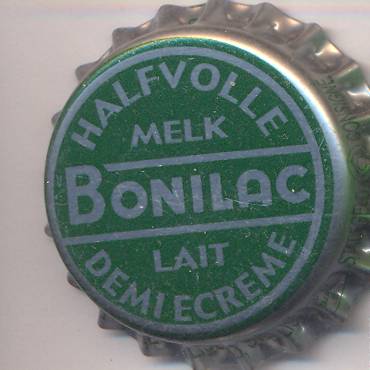 HALFVOLLE
MELK
BONILAC
LAIT
DEMI ECREME